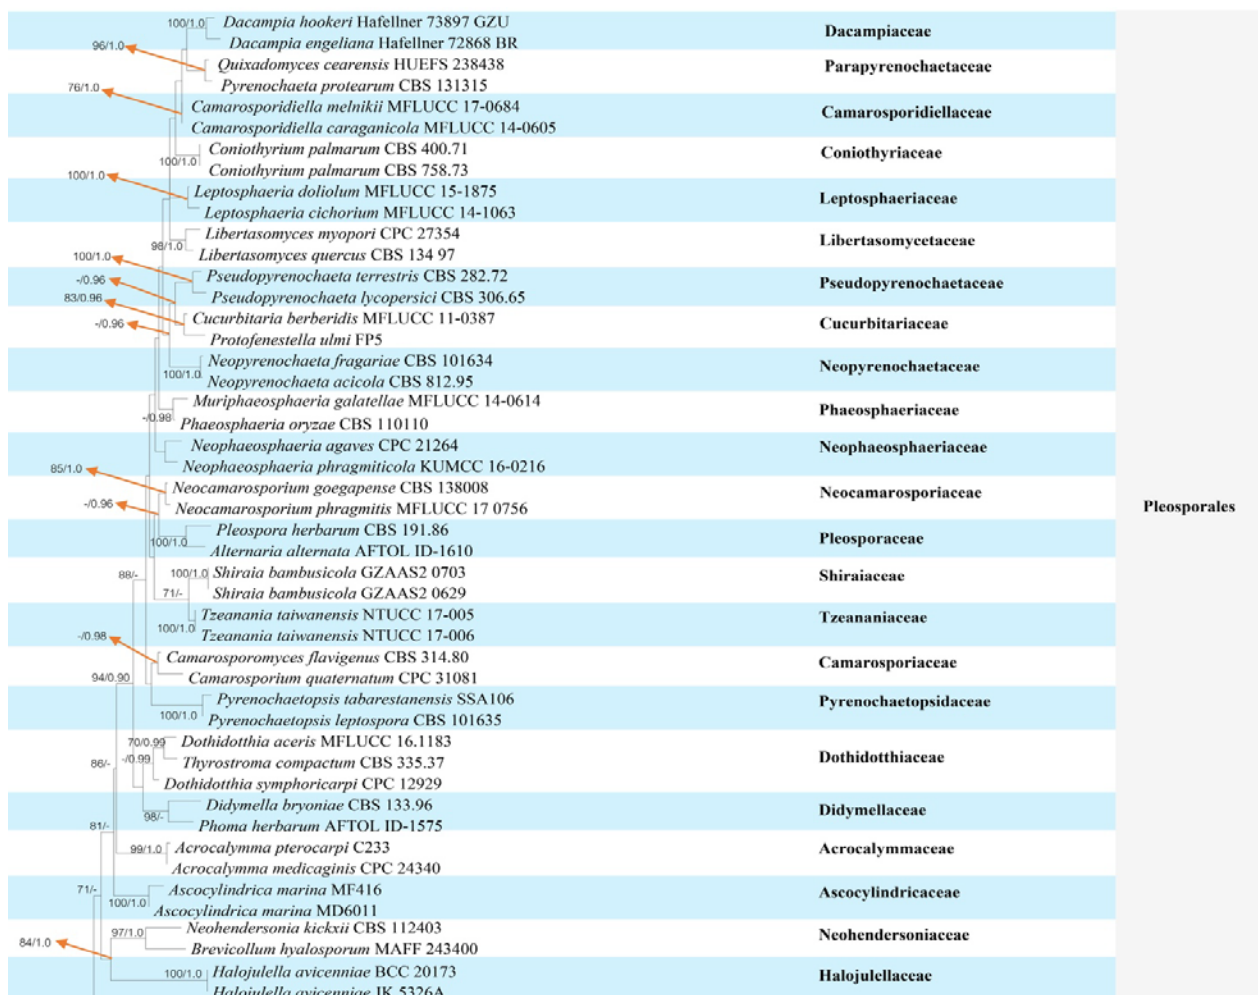 100/1.0 Dacampia hookeri Hafellner 73897 GZU
Dacampiaceae
96/1.0 Dacampia engeliana Hafellner 72868 BR
Quixadomyces cearensis HUEFS 238438
Parapyrenochaetaceae
76/1.0 Pyrenochaeta protearum CBS 131315
Camarosporidiella melnikii MFLUCC 17-0684
Camarosporidiellaceae
Camarosporidiella caraganicola MFLUCC 14-0605
Coniothyrium palmarum CBS 400.71
Coniothyriaceae
100/1.0 Coniothyrium palmarum CBS 758.73
100/1.0 Leptosphaeria doliolum MFLUCC 15-1875
Leptosphaeriaceae
Leptosphaeria cichorium MFLUCC 14-1063
Libertasomyces myopori CPC 27354
Libertasomycetaceae
98/1.0 Libertasomyces quercus CBS 134 97
100/1.0 Pseudopyrenochaeta terrestris CBS 282.72
-/0.96 Pseudopyrenochaetaceae
83/0.96 Pseudopyrenochaeta lycopersici CBS 306.65
Cucurbitaria berberidis MFLUCC 11-0387
-/0.96 Cucurbitariaceae
Protofenestella ulmi FP5
Neopyrenochaeta fragariae CBS 101634
Neopyrenochaetaceae
100/1.0 Neopyrenochaeta acicola CBS 812.95
Muriphaeosphaeria galatellae MFLUCC 14-0614
Phaeosphaeriaceae
-/0.98 Phaeosphaeria oryzae CBS 110110
Neophaeosphaeria agaves CPC 21264
Neophaeosphaeriaceae
85/1.0 Neophaeosphaeria phragmiticola KUMCC 16-0216
Neocamarosporium goegapense CBS 138008
Neocamarosporiaceae
-/0.96 Neocamarosporium phragmitis MFLUCC 17 0756
Pleosporales
Pleospora herbarum CBS 191.86
Pleosporaceae
100/1.0 Alternaria alternata AFTOL ID-1610
88/- 100/1.0 Shiraia bambusicola GZAAS2 0703
Shiraiaceae
71/- Shiraia bambusicola GZAAS2 0629
Tzeanania taiwanensis NTUCC 17-005
Tzeananiaceae
100/1.0 Tzeanania taiwanensis NTUCC 17-006
-/0.98 Camarosporomyces flavigenus CBS 314.80
Camarosporiaceae
94/0.90 Camarosporium quaternatum CPC 31081
Pyrenochaetopsis tabarestanensis SSA106
Pyrenochaetopsidaceae
100/1.0 Pyrenochaetopsis leptospora CBS 101635
70/0.99 Dothidotthia aceris MFLUCC 16.1183
86/- -/0.99 Thyrostroma compactum CBS 335.37
Dothidotthiaceae
Dothidotthia symphoricarpi CPC 12929
Didymella bryoniae CBS 133.96
Didymellaceae
81/- 98/- Phoma herbarum AFTOL ID-1575
99/1.0 Acrocalymma pterocarpi C233
Acrocalymmaceae
Acrocalymma medicaginis CPC 24340
71/- Ascocylindrica marina MF416
Ascocylindricaceae
100/1.0 Ascocylindrica marina MD6011
Neohendersonia kickxii CBS 112403
84/1.0 97/1.0 Neohendersoniaceae
Brevicollum hyalosporum MAFF 243400
100/1.0 Halojulella avicenniae BCC 20173
Halojulellaceae
Halojulella avicenniae JK 5326A